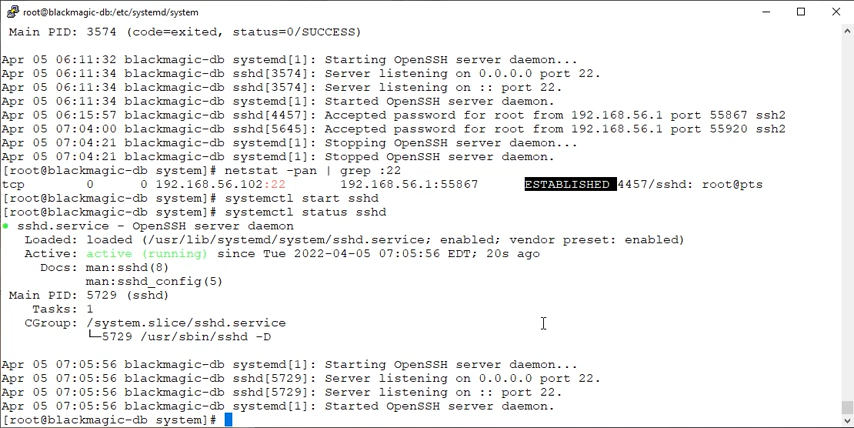 root@blackmagic-db:/etc/systemd/system
Main PID: 3574 (code=exited, status=0/SUCCESS)
Apr 05 06:11:32 blackmagic-db systemd[1]: Starting OpenSSH server daemon...
Apr 05 06:11:34 blackmagic-db sshd[3574]: Server listening on 0.0.0.0 port 22.
Apr 05 06:11:34 blackmagic-db sshd[3574]: Server listening on :: port 22.
Apr 05 06:11:34 blackmagic-db systemd[1]: Started OpenSSH server daemon.
Apr 05 06:15:57 blackmagic-db sshd[4457]: Accepted password for root from 192.168.56.1 port 55867 ssh2
Apr 05 07:04:00 blackmagic-db sshd[5645]: Accepted password for root from 192.168.56.1 port 55920 ssh2
Apr 05 07:04:21 blackmagic-db systemd[1]: Stopping OpenSSH server daemon...
Apr 05 07:04:21 blackmagic-db systemd[1]: Stopped OpenSSH server daemon.
[root@blackmagic-db system]# netstat -pan | grep :22
tcp 0 0 192.168.56.102:22 192.168.56.1:55867 ESTABLISHED 4457/sshd: root@pts
[root@blackmagic-db system]# systemctl start sshd
[root@blackmagic-db system]# systemctl status sshd
● sshd.service - OpenSSH server daemon
Loaded: loaded (/usr/lib/systemd/system/sshd.service; enabled; vendor preset: enabled)
Active: active (running) since Tue 2022-04-05 07:05:56 EDT; 20s ago
Docs: man:sshd(8)
man:sshd_config(5)
Main PID: 5729 (sshd)
Tasks: 1
CGroup: /system.slice/sshd.service
└─5729 /usr/sbin/sshd -D
Apr 05 07:05:56 blackmagic-db systemd[1]: Starting OpenSSH server daemon...
Apr 05 07:05:56 blackmagic-db sshd[5729]: Server listening on 0.0.0.0 port 22.
Apr 05 07:05:56 blackmagic-db sshd[5729]: Server listening on :: port 22.
Apr 05 07:05:56 blackmagic-db systemd[1]: Started OpenSSH server daemon.
[root@blackmagic-db system]#